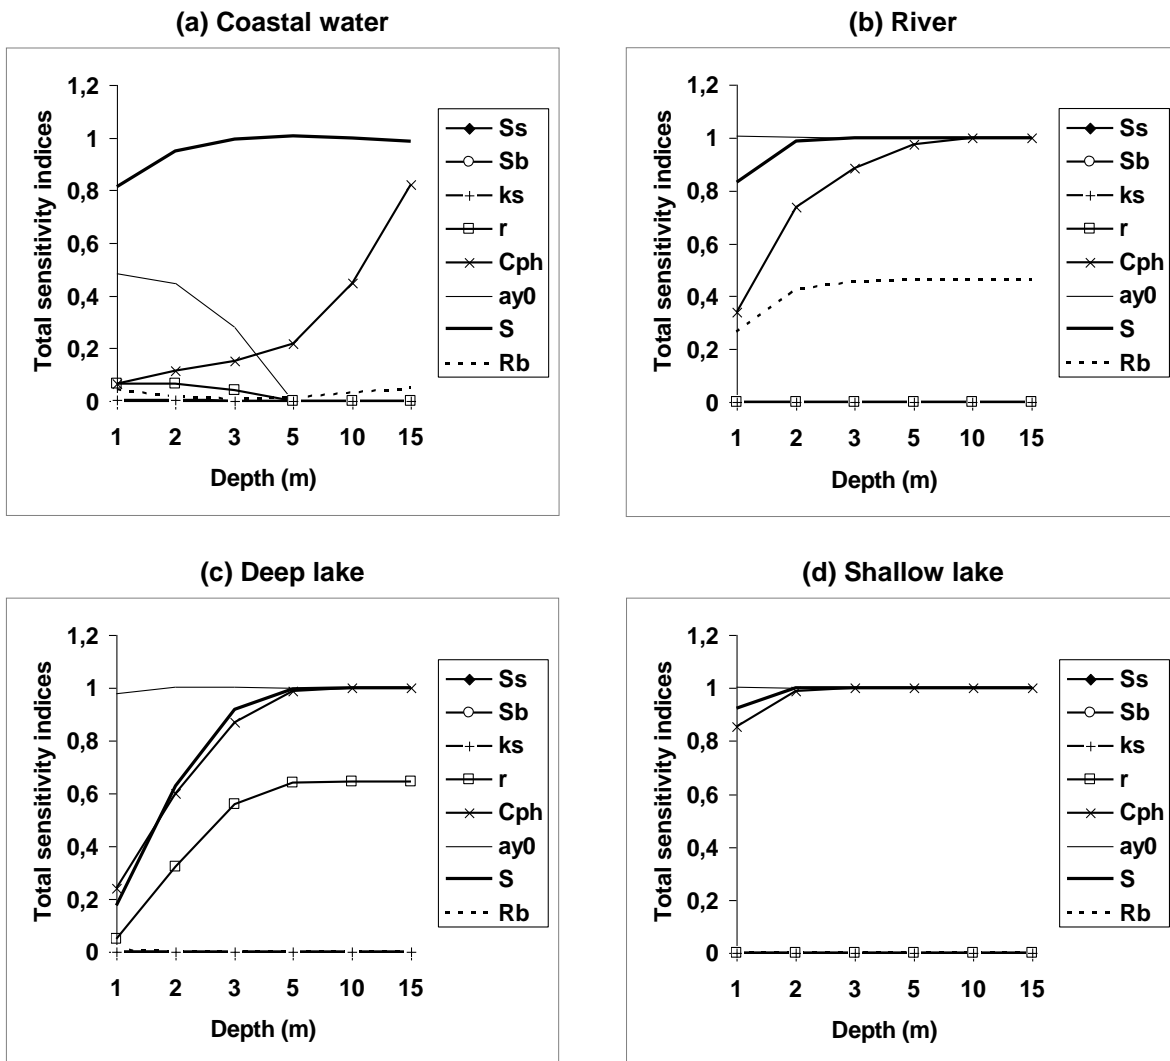 (a) Coastal water
Total sensitivity indices
1,2
1
0,8
0,6
0,4
0,2
0
1 2 3 5 10 15
Depth (m)
Ss
Sb
ks
r
Cph
ay0
S
Rb
(b) River
Total sensitivity indices
1,2
1
0,8
0,6
0,4
0,2
0
1 2 3 5 10 15
Depth (m)
Ss
Sb
ks
r
Cph
ay0
S
Rb
(c) Deep lake
Total sensitivity indices
1,2
1
0,8
0,6
0,4
0,2
0
1 2 3 5 10 15
Depth (m)
Ss
Sb
ks
r
Cph
ay0
S
Rb
(d) Shallow lake
Total sensitivity indices
1,2
1
0,8
0,6
0,4
0,2
0
1 2 3 5 10 15
Depth (m)
Ss
Sb
ks
r
Cph
ay0
S
Rb